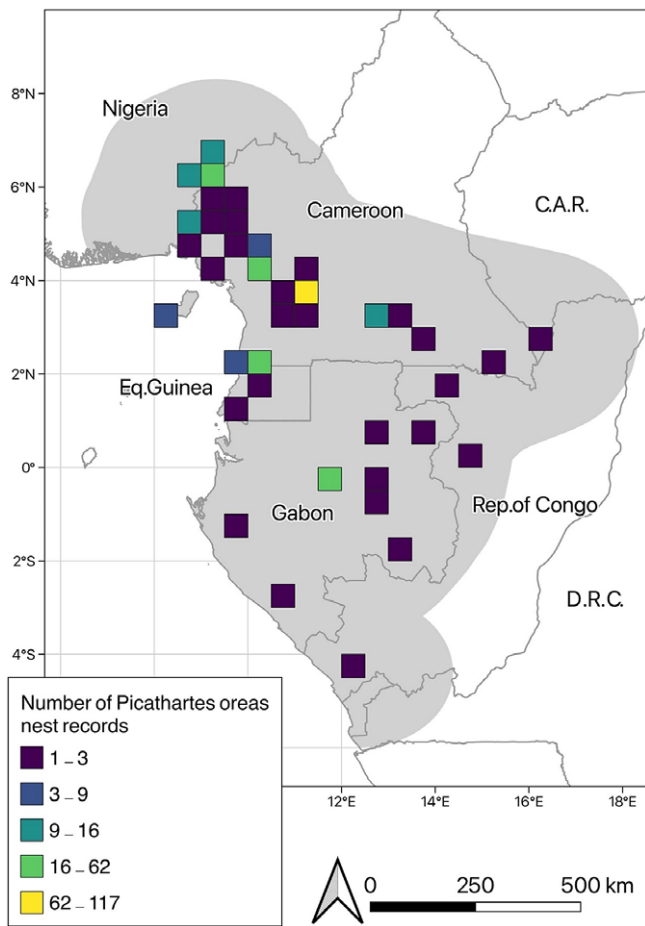 8°N
Nigeria
6°N
Cameroon
C.A.R.
4°N
2°N
Eq.Guinea
0°
Gabon
Rep.of Congo
2°S
D.R.C.
4°S
Number of Picathartes oreas
nest records
1 – 3
3 – 9
9 – 16
16 – 62
62 – 117
12°E 14°E 16°E 18°E
0 250 500 km